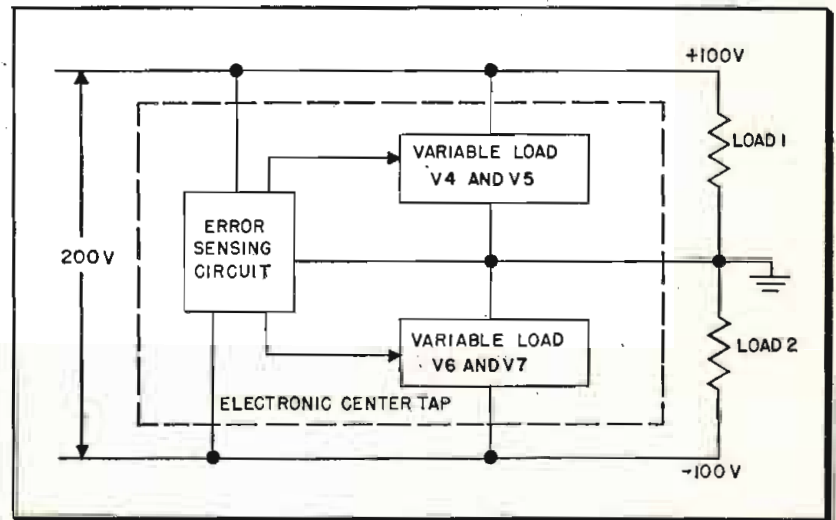 +100V
LOAD 1
VARIABLE LOAD
V4 AND V5
ERROR
SENSING
CIRCUIT
200V
VARIABLE LOAD
V6 AND V7
LOAD 2
ELECTRONIC CENTER TAP
-100V